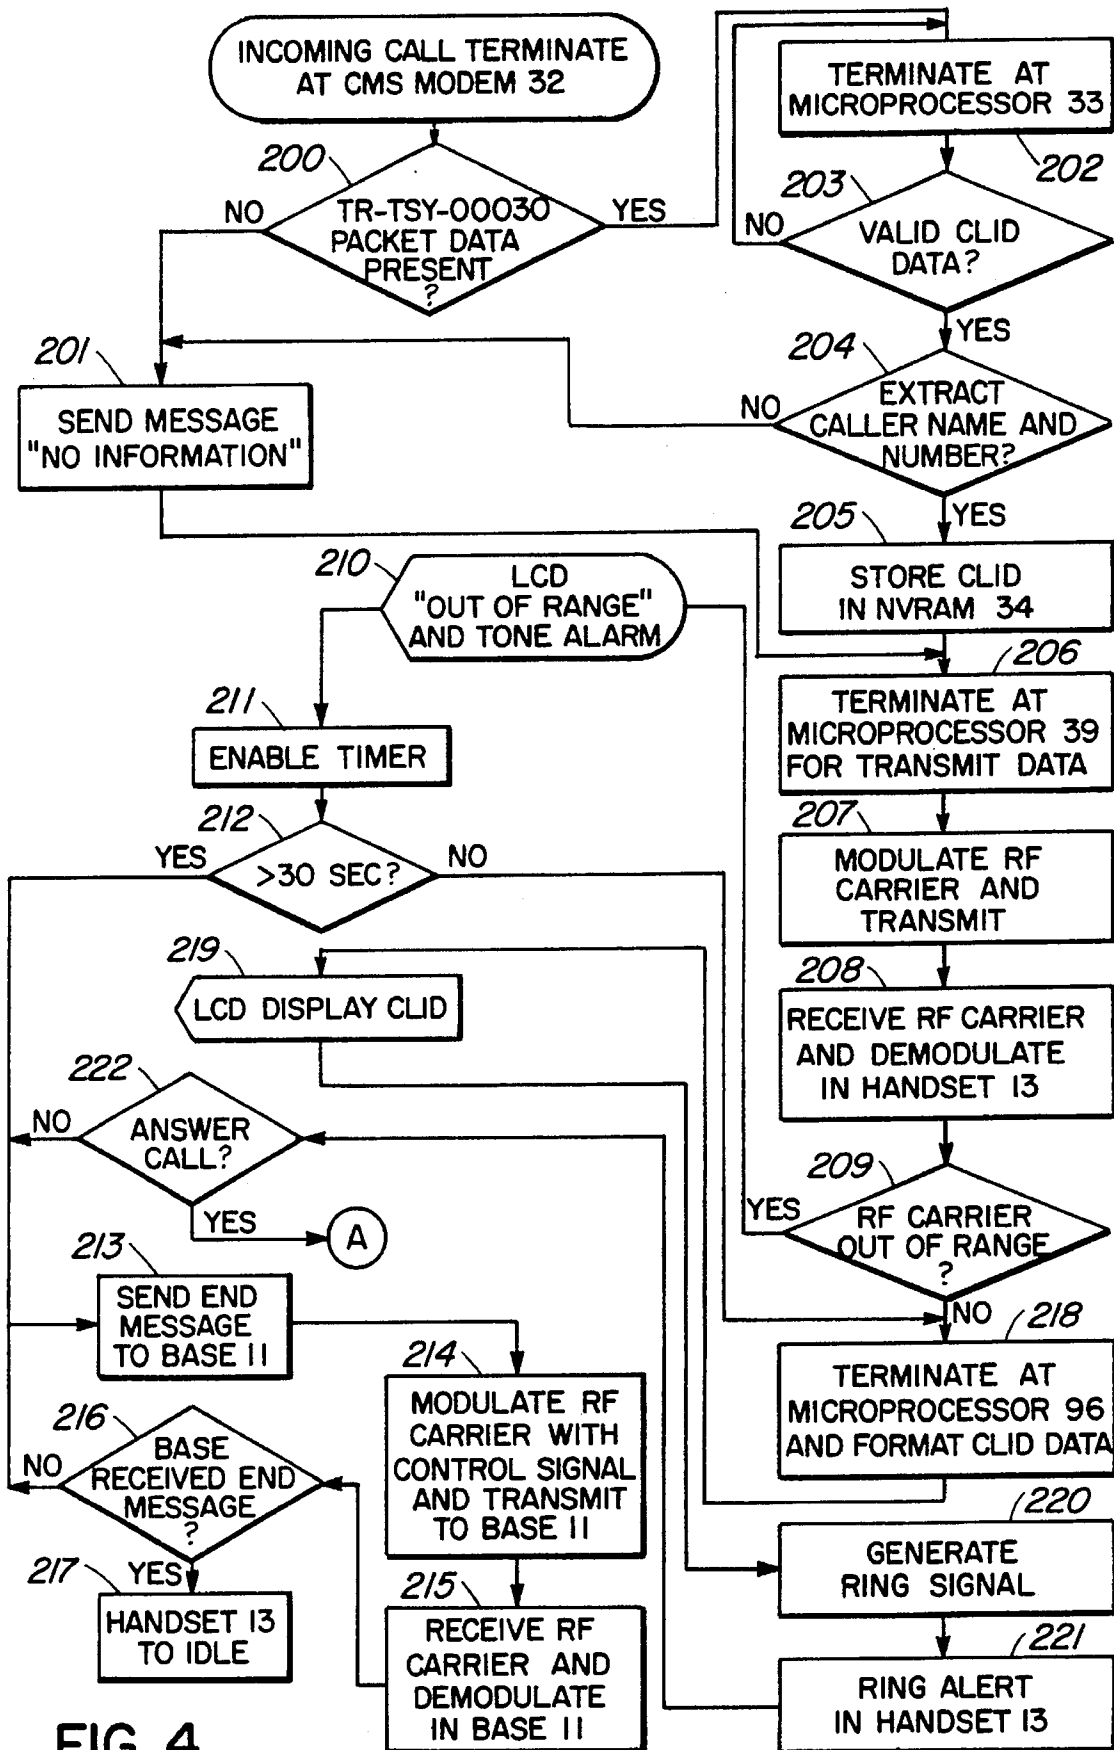 INCOMING CALL TERMINATE
AT CMS MODEM 32
200
TR-TSY-00030
PACKET DATA
PRESENT
?
NO
YES
TERMINATE AT
MICROPROCESSOR 33
202
203
VALID CLID
DATA?
NO
YES
204
EXTRACT
CALLER NAME AND
NUMBER?
NO
YES
201
SEND MESSAGE
"NO INFORMATION"
205
STORE CLID
IN NVRAM 34
210
LCD
"OUT OF RANGE"
AND TONE ALARM
206
TERMINATE AT
MICROPROCESSOR 39
FOR TRANSMIT DATA
211
ENABLE TIMER
212
>30 SEC?
YES
NO
207
MODULATE RF
CARRIER AND
TRANSMIT
219
LCD DISPLAY CLID
208
RECEIVE RF CARRIER
AND DEMODULATE
IN HANDSET 13
222
ANSWER
CALL?
NO
YES
A
209
RF CARRIER
OUT OF RANGE
?
YES
NO
213
SEND END
MESSAGE
TO BASE 11
218
TERMINATE AT
MICROPROCESSOR 96
AND FORMAT CLID DATA
214
MODULATE RF
CARRIER WITH
CONTROL SIGNAL
AND TRANSMIT
TO BASE 11
216
BASE
RECEIVED END
MESSAGE
?
NO
YES
220
GENERATE
RING SIGNAL
217
HANDSET 13
TO IDLE
215
RECEIVE RF
CARRIER AND
DEMODULATE
IN BASE 11
221
RING ALERT
IN HANDSET 13
FIG. 4